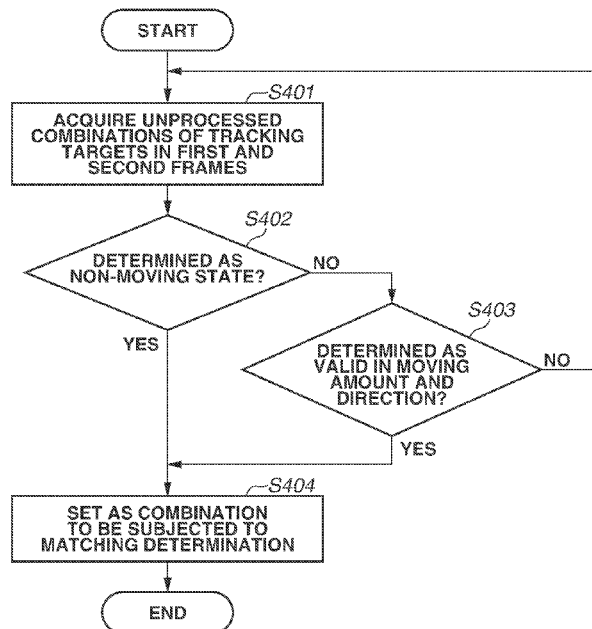 START
S401
ACQUIRE UNPROCESSED
COMBINATIONS OF TRACKING
TARGETS IN FIRST AND
SECOND FRAMES
S402
DETERMINED AS
NON-MOVING STATE?
NO
YES
S403
DETERMINED AS
VALID IN MOVING
AMOUNT AND
DIRECTION?
NO
YES
S404
SET AS COMBINATION
TO BE SUBJECTED TO
MATCHING DETERMINATION
END